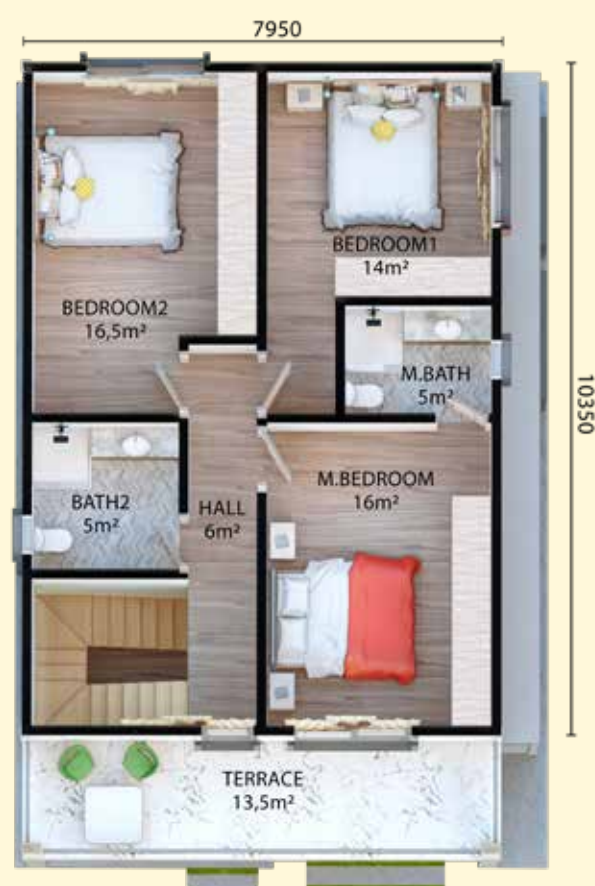 7950
BEDROOM1
14m²
BEDROOM2
16,5m²
M.BATH
5m²
10350
M.BEDROOM
16m²
BATH2
5m²
HALL
6m²
TERRACE
13,5m²